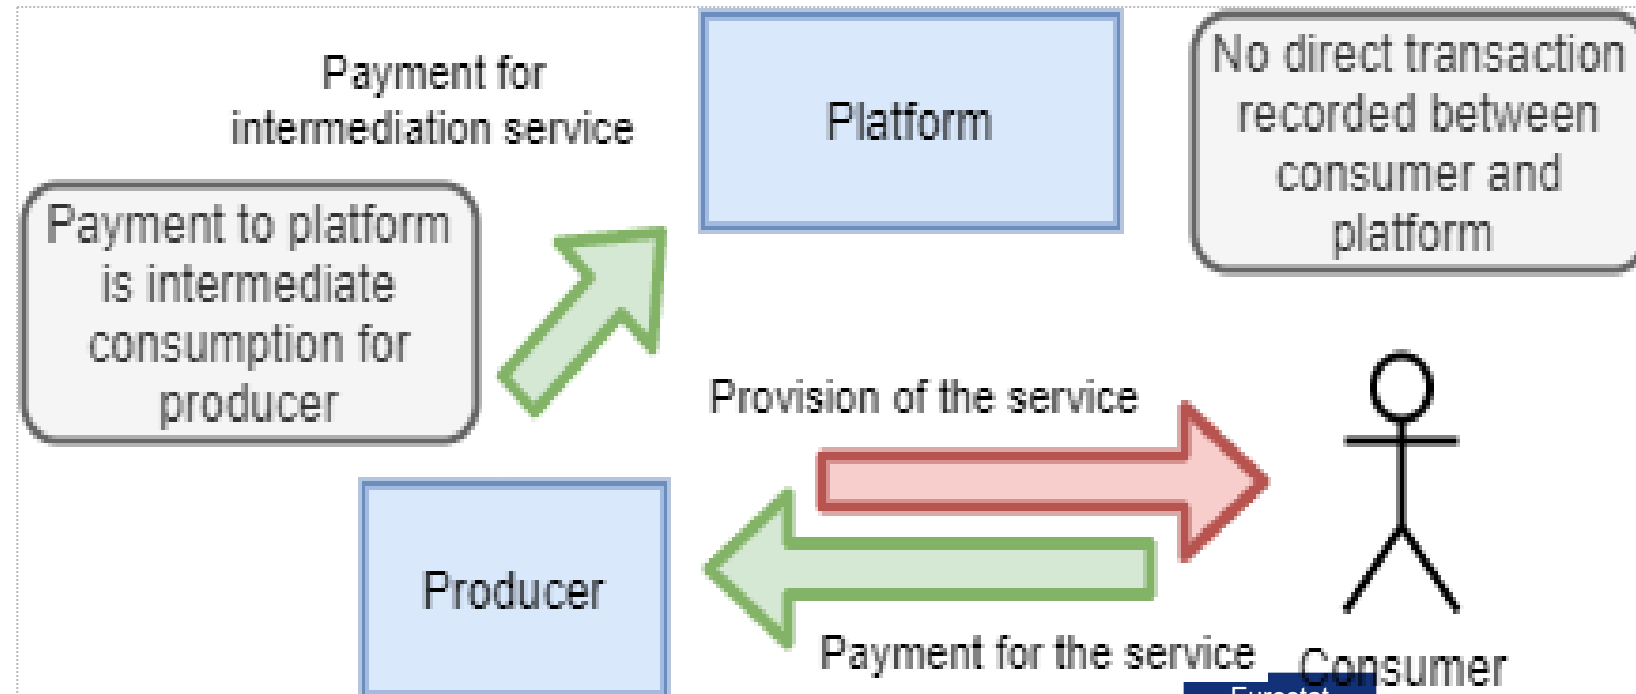 Payment for
intermediation service
Platform
No direct transaction
recorded between
consumer and
platform
Payment to platform
is intermediate
consumption for
producer
Provision of the service
Producer
Payment for the service
Consumer
Eurostat